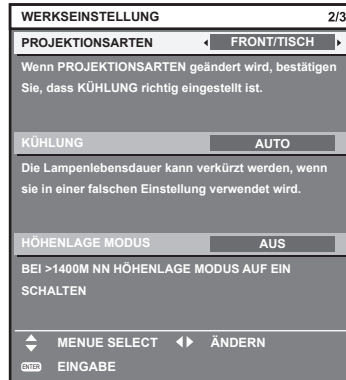 WERKSEINSTELLUNG 2/3
PROJEKTIONSARTEN FRONT/TISCH
Wenn PROJEKTIONSARTEN geändert wird, bestätigen
Sie, dass KÜHLUNG richtig eingestellt ist.
KÜHLUNG AUTO
Die Lampenlebensdauer kann verkürzt werden, wenn
sie in einer falschen Einstellung verwendet wird.
HÖHENLAGE MODUS AUS
BEI >1400M NN HÖHENLAGE MODUS AUF EIN
SCHALTEN
MENUE SELECT ÄNDERN
ENTER EINGABE